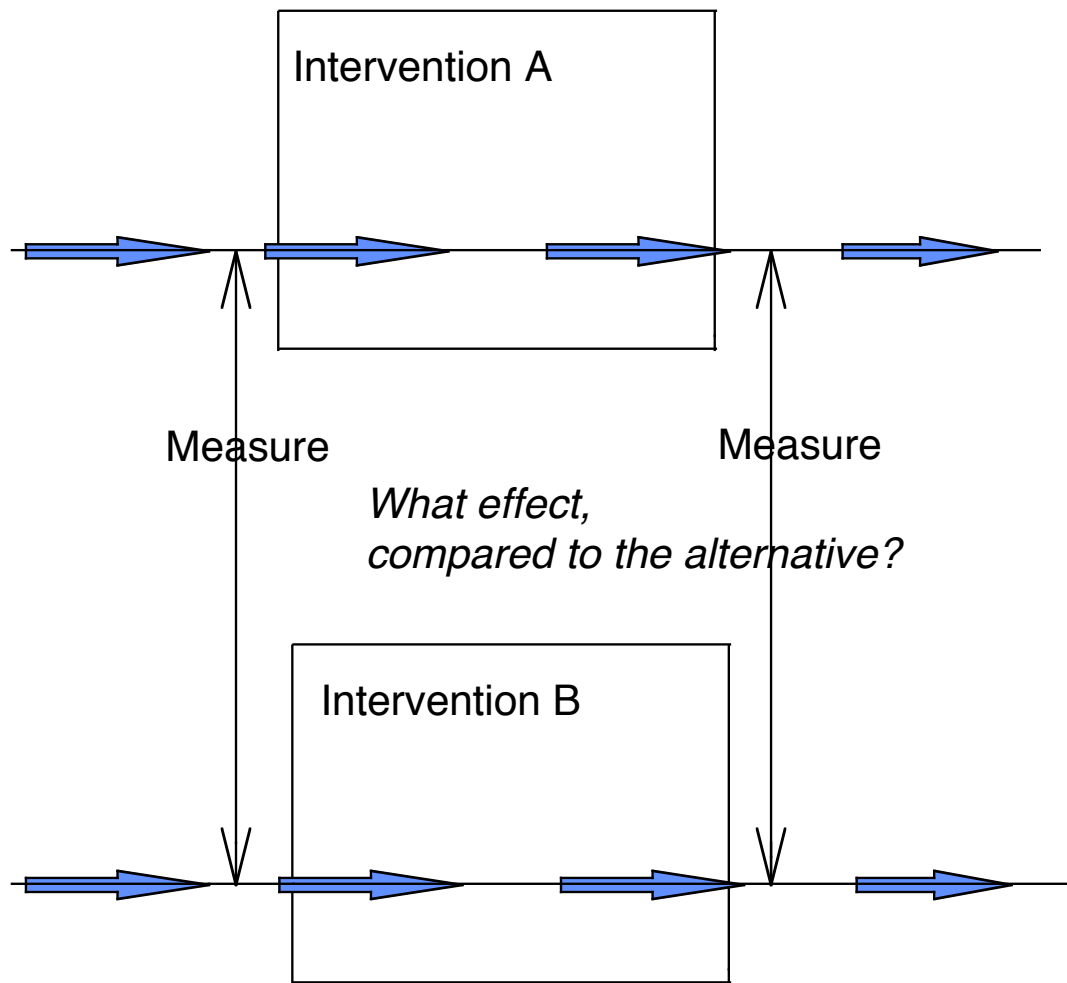 Intervention A
Measure
Measure
What effect,
compared to the alternative?
Intervention B